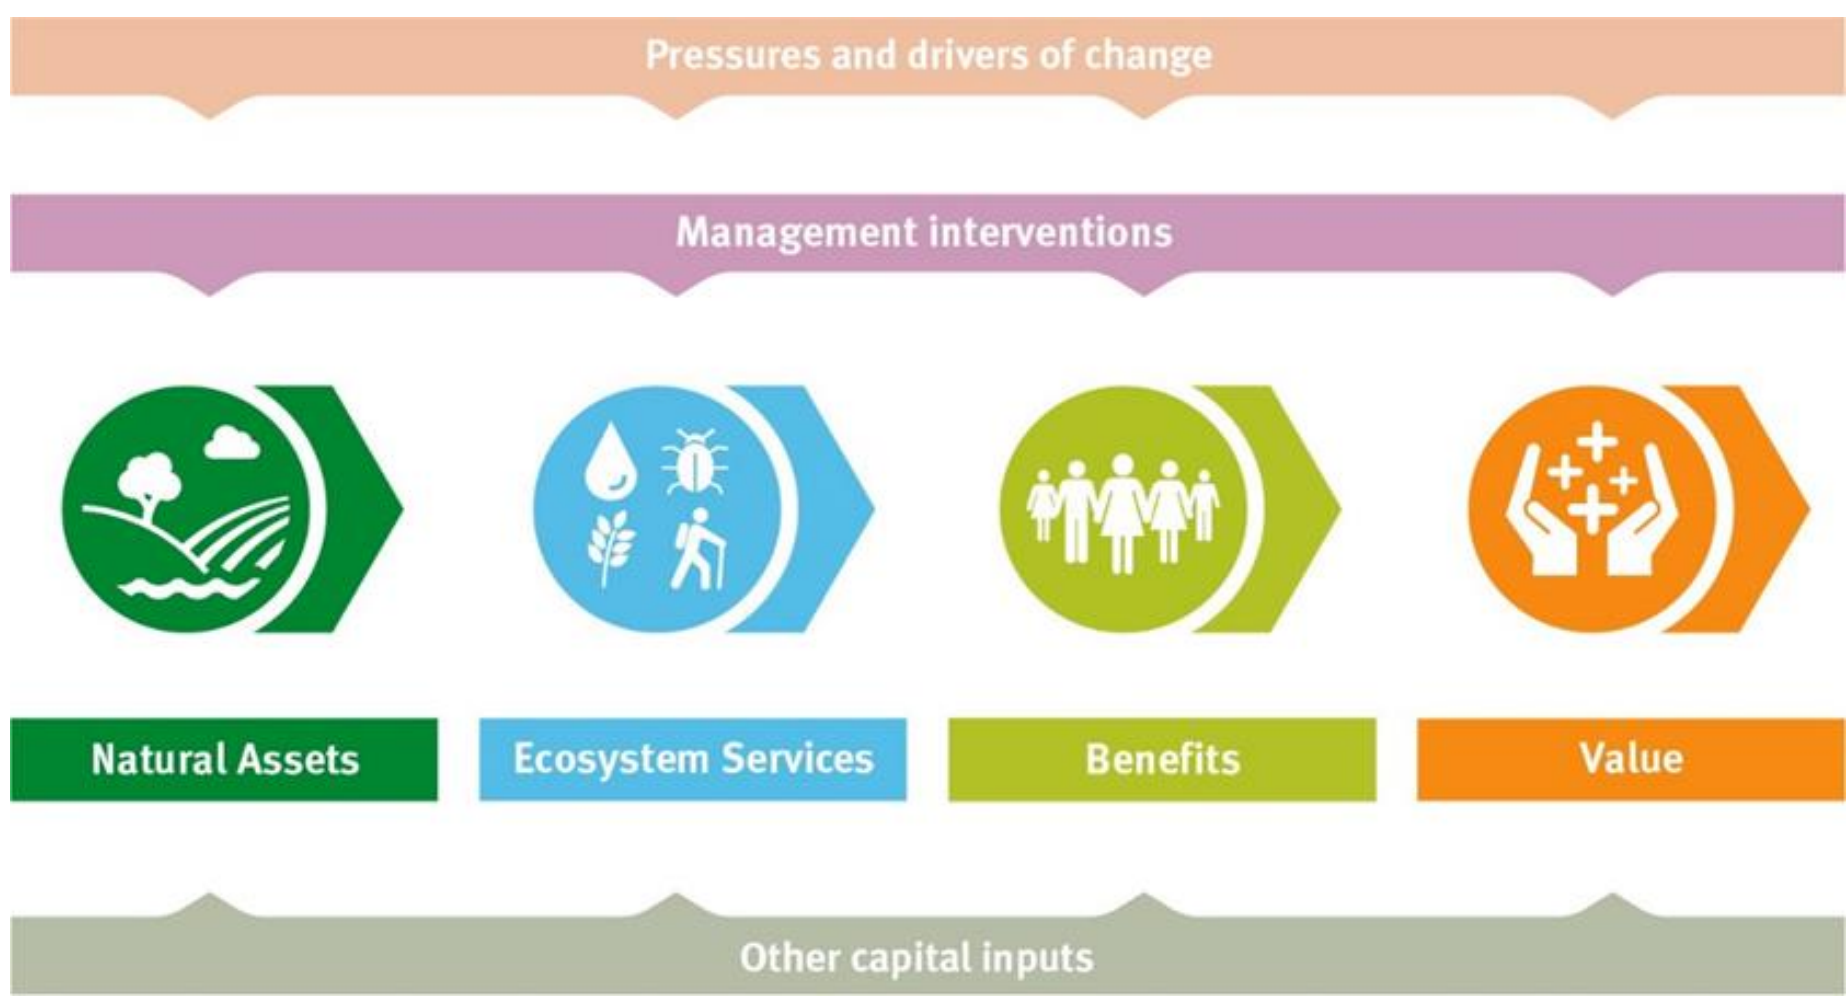 Pressures and drivers of change
Management interventions
Natural Assets
Ecosystem Services
Benefits
Value
Other capital inputs